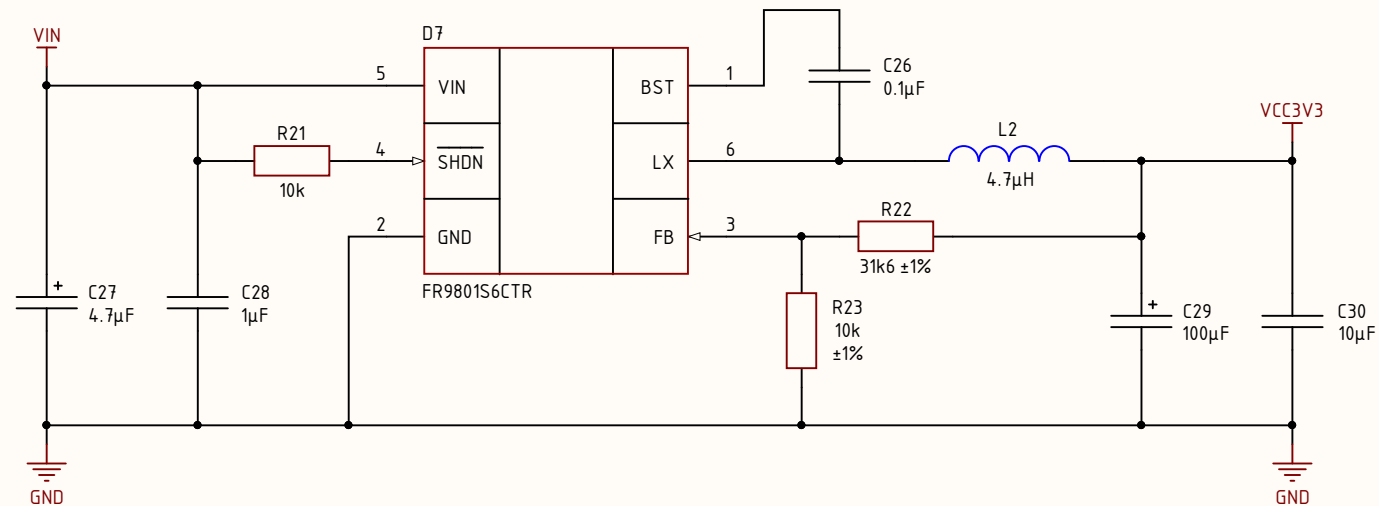 VIN
D7
5
VIN
BST
1
C26
0.1µF
VCC3V3
R21
10k
4
SHDN
LX
6
L2
4.7µH
2
GND
FB
3
R22
31k6 ±1%
FR9801S6CTR
C27
4.7µF
+
C28
1µF
R23
10k
±1%
+
C29
100µF
C30
10µF
GND
GND